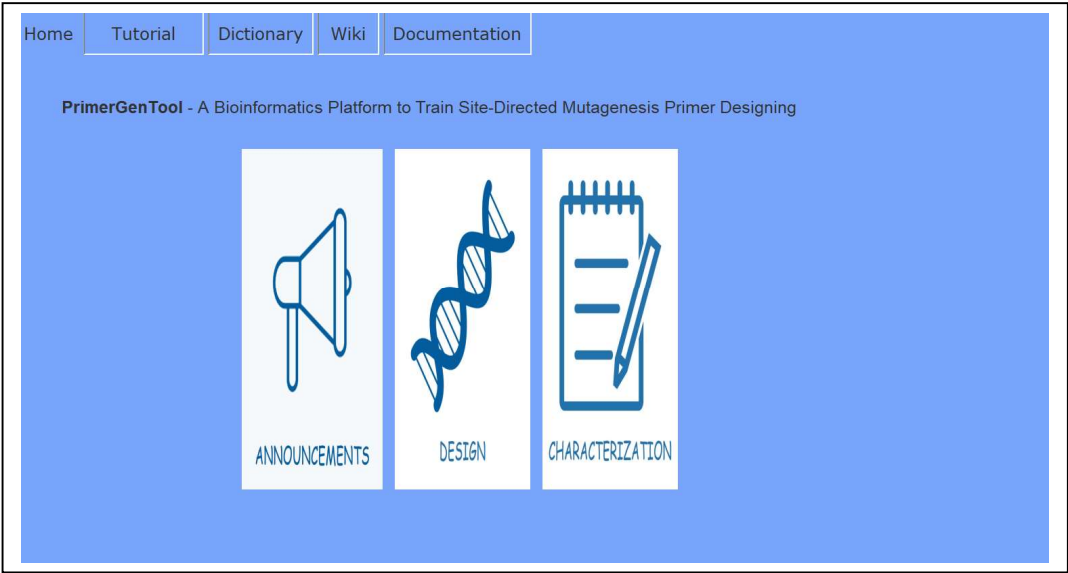 Home Tutorial Dictionary Wiki Documentation
PrimerGenTool - A Bioinformatics Platform to Train Site-Directed Mutagenesis Primer Designing
ANNOUNCEMENTS DESIGN CHARACTERIZATION